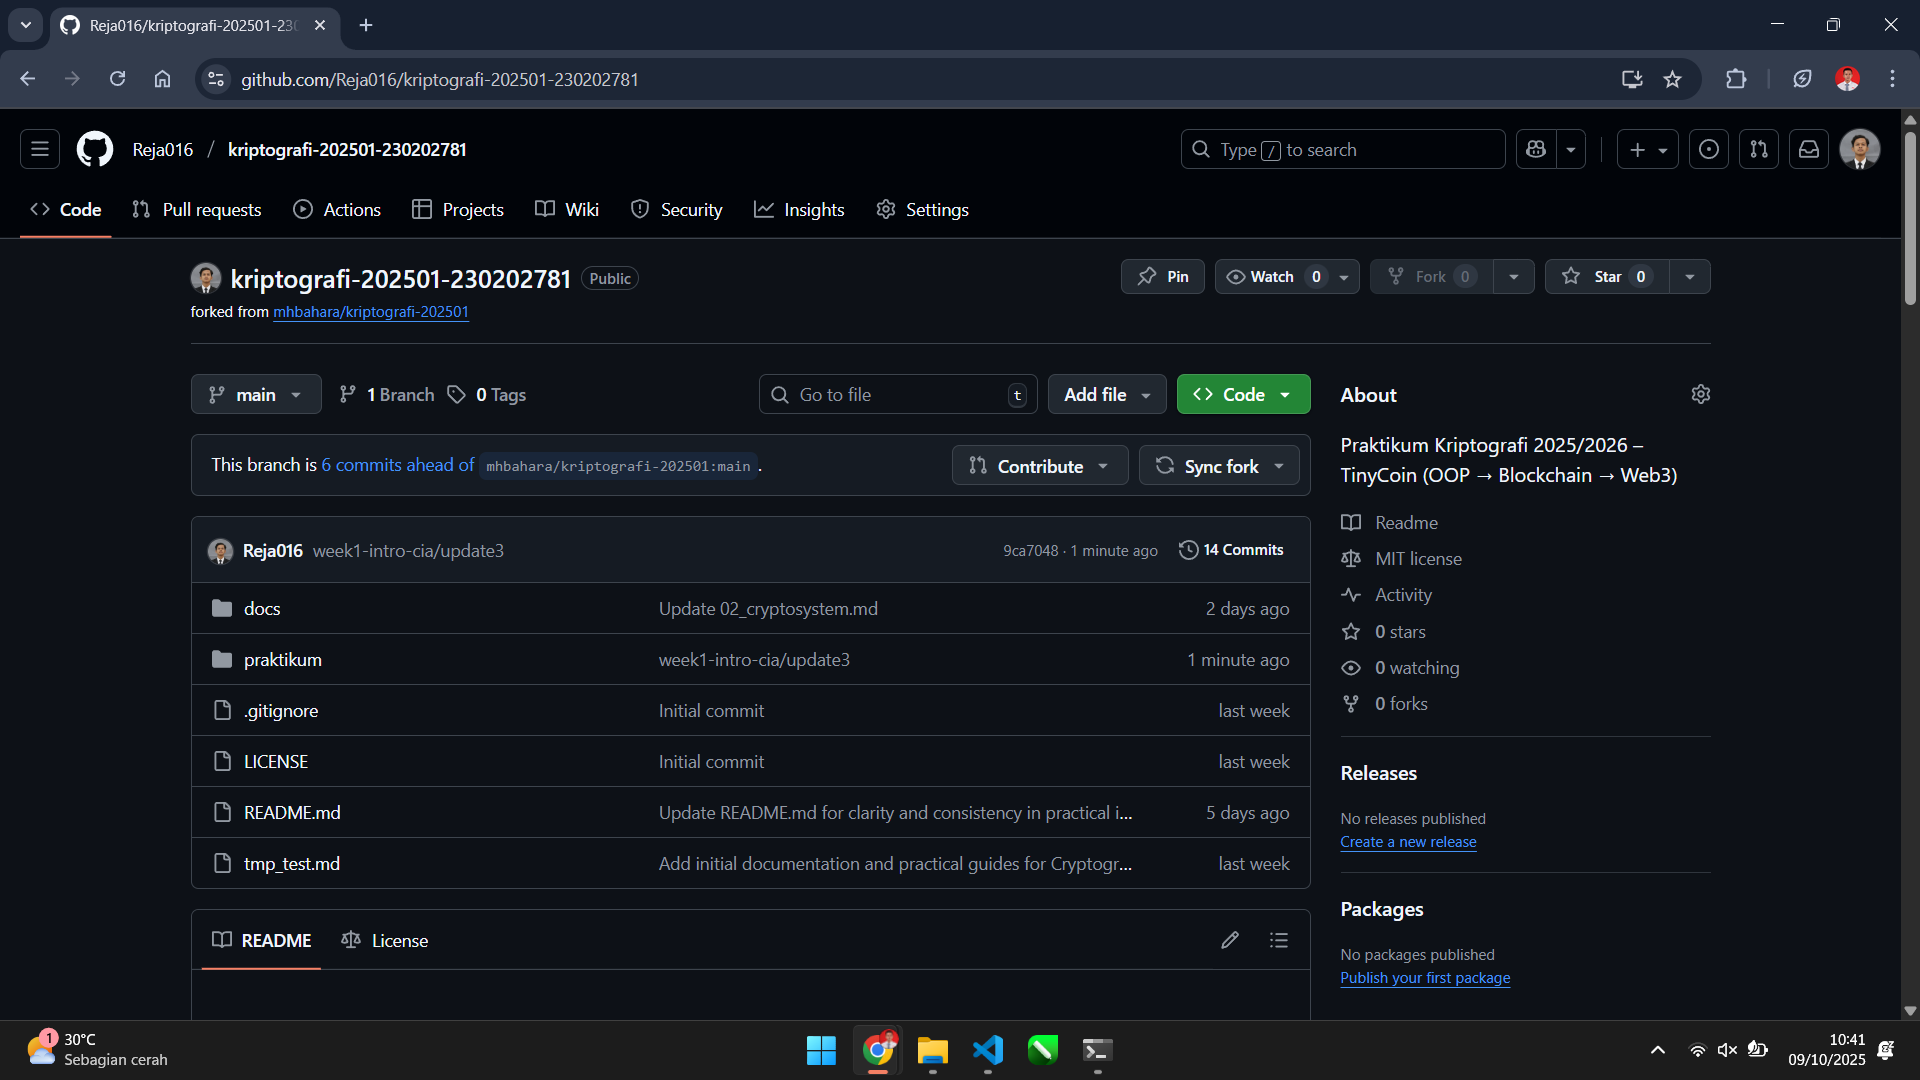 Reja016/kriptografi-202501-230
github.com/Reja016/kriptografi-202501-230202781
Reja016 / kriptografi-202501-230202781
Type / to search
Code
Pull requests
Actions
Projects
Wiki
Security
Insights
Settings
kriptografi-202501-230202781 Public
Pin
Watch 0
Fork 0
Star 0
forked from mhbahara/kriptografi-202501
main
1 Branch
0 Tags
Go to file t
Add file
Code
This branch is 6 commits ahead of mhbahara/kriptografi-202501:main .
Contribute
Sync fork
Reja016 week1-intro-cia/update3 9ca7048 · 1 minute ago 14 Commits
docs Update 02_cryptosystem.md 2 days ago
praktikum week1-intro-cia/update3 1 minute ago
.gitignore Initial commit last week
LICENSE Initial commit last week
README.md Update README.md for clarity and consistency in practical i... 5 days ago
tmp_test.md Add initial documentation and practical guides for Cryptogr... last week
README
License
About
Praktikum Kriptografi 2025/2026 –
TinyCoin (OOP → Blockchain → Web3)
Readme
MIT license
Activity
0 stars
0 watching
0 forks
Releases
No releases published
Create a new release
Packages
No packages published
Publish your first package
1
30°C
Sebagian cerah
10:41
09/10/2025